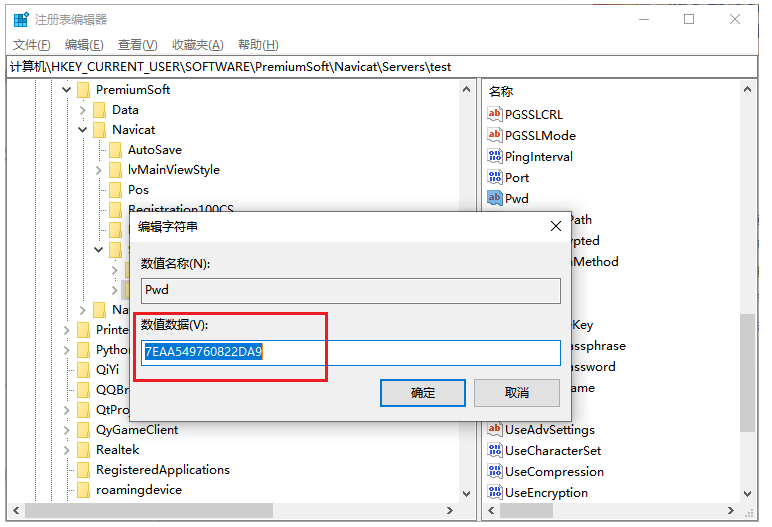 注册表编辑器
文件(F) 编辑(E) 查看(V) 收藏夹(A) 帮助(H)
计算机\HKEY_CURRENT_USER\SOFTWARE\PremiumSoft\Navicat\Servers\test
PremiumSoft
Data
Navicat
AutoSave
lvMainViewStyle
Pos
Registration100CS
Na
Printe
Python
QiYi
QQBr
QtProj
QyGameClient
Realtek
RegisteredApplications
roamingdevice
名称
PGSSLCRL
PGSSLMode
PingInterval
Port
Pwd
Path
ypted
Method
Key
assphrase
ssword
ame
UseAdvSettings
UseCharacterSet
UseCompression
UseEncryption
编辑字符串
数值名称(N):
Pwd
数值数据(V):
7EAA549760822DA9
确定 取消